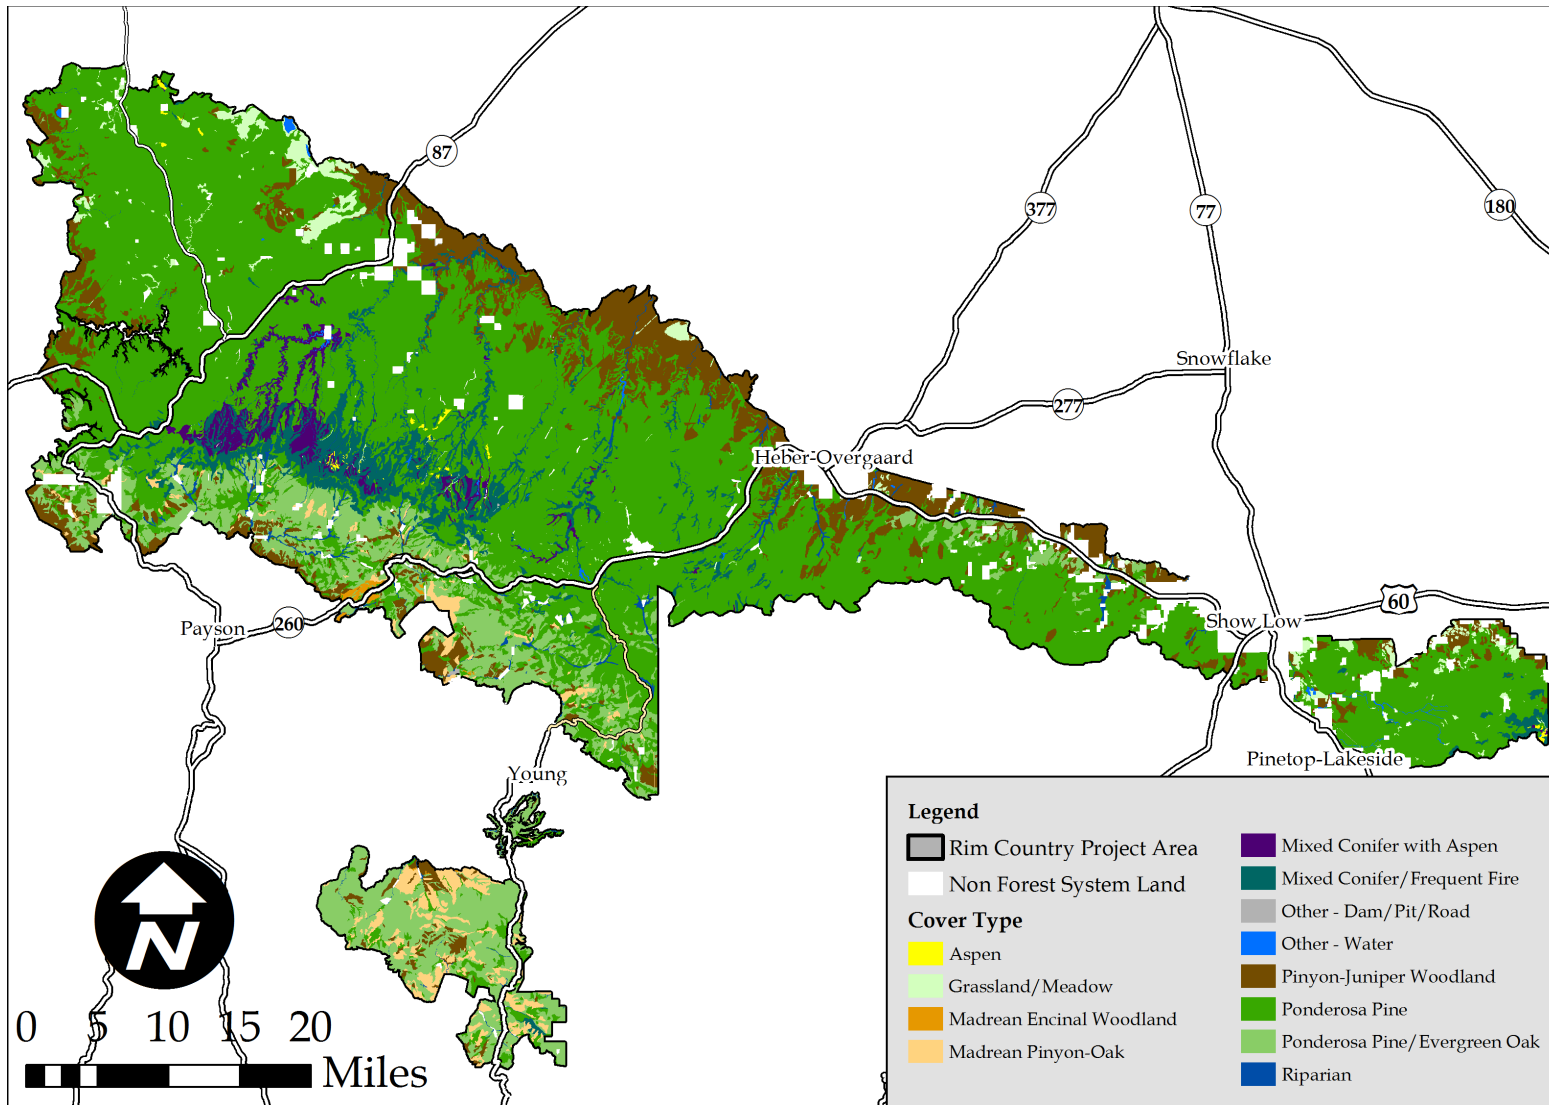 87
377
77
180
Snowflake
277
Heber-Overgaard
60
Show Low
Payson
260
Pinetop-Lakeside
Young
N
0 5 10 15 20
Miles
Legend
Rim Country Project Area
Non Forest System Land
Cover Type
Aspen
Grassland/Meadow
Madrean Encinal Woodland
Madrean Pinyon-Oak
Mixed Conifer with Aspen
Mixed Conifer/Frequent Fire
Other - Dam/Pit/Road
Other - Water
Pinyon-Juniper Woodland
Ponderosa Pine
Ponderosa Pine/Evergreen Oak
Riparian